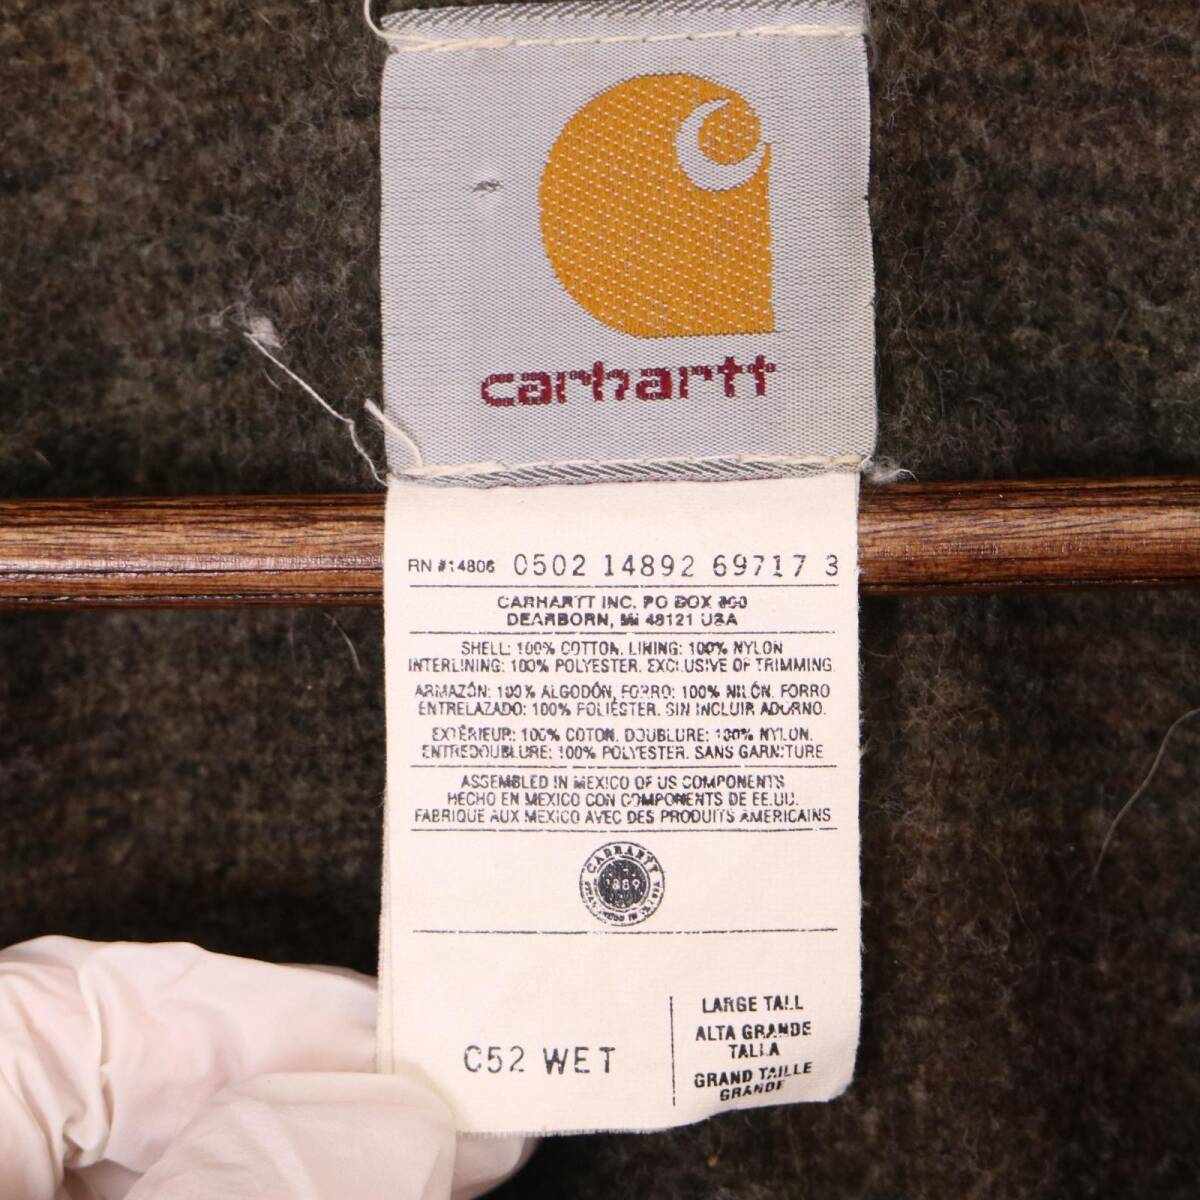 carhartt
RN #14806 0502 14892 69717 3
CARHARTT INC. PO BOX 600
DEARBORN, MI 48121 USA
SHELL: 100% COTTON. LINING: 100% NYLON
INTERLINING: 100% POLYESTER. EXCLUSIVE OF TRIMMING.
ARMAZÓN: 100% ALGODÓN, FORRO: 100% NILÓN. FORRO
ENTRELAZADO: 100% POLIÉSTER. SIN INCLUIR ADORNO.
EXTÉRIEUR: 100% COTON. DOUBLURE: 100% NYLON.
ENTREDOUBLURE: 100% POLYESTER. SANS GARNITURE
ASSEMBLED IN MEXICO OF US COMPONENTS
HECHO EN MEXICO CON COMPONENTS DE EE.UU.
FABRIQUE AUX MEXICO AVEC DES PRODUITS AMERICAINS
CARHARTT
1889
LARGE TALL
ALTA GRANDE
TALLA
C52 WET
GRAND TAILLE
GRANDE